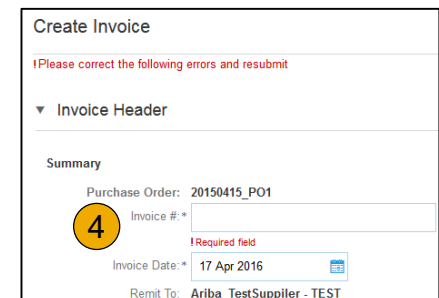 Create Invoice
!Please correct the following errors and resubmit
▼ Invoice Header
Summary
Purchase Order: 20150415_PO1
4 Invoice #:*
!Required field
Invoice Date:* 17 Apr 2016
Remit To: Ariba_TestSuppiler - TEST